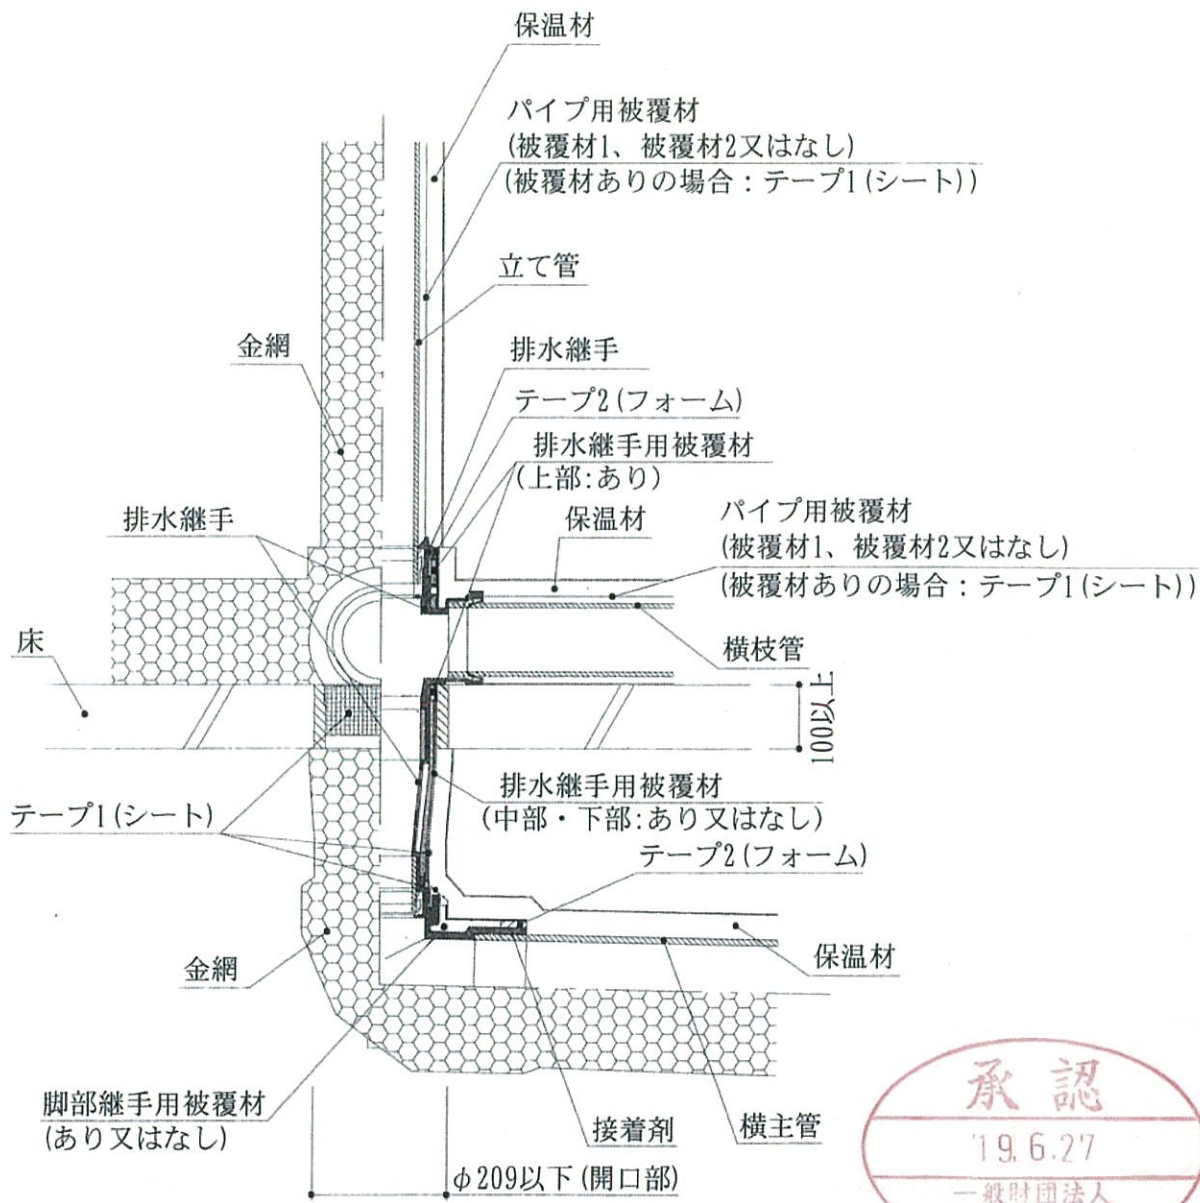 保温材
パイプ用被覆材
(被覆材1、被覆材2又はなし)
(被覆材ありの場合：テープ1(シート))
立て管
金網
排水継手
テープ2(フォーム)
排水継手用被覆材
(上部:あり)
排水継手
保温材
パイプ用被覆材
(被覆材1、被覆材2又はなし)
(被覆材ありの場合：テープ1(シート))
床
横枝管
100以上
排水継手用被覆材
(中部・下部:あり又はなし)
テープ1(シート)
テープ2(フォーム)
保温材
金網
脚部継手用被覆材
(あり又はなし)
接着剤
横主管
φ209以下(開口部)
承認
'19.6.27
一般財団法人